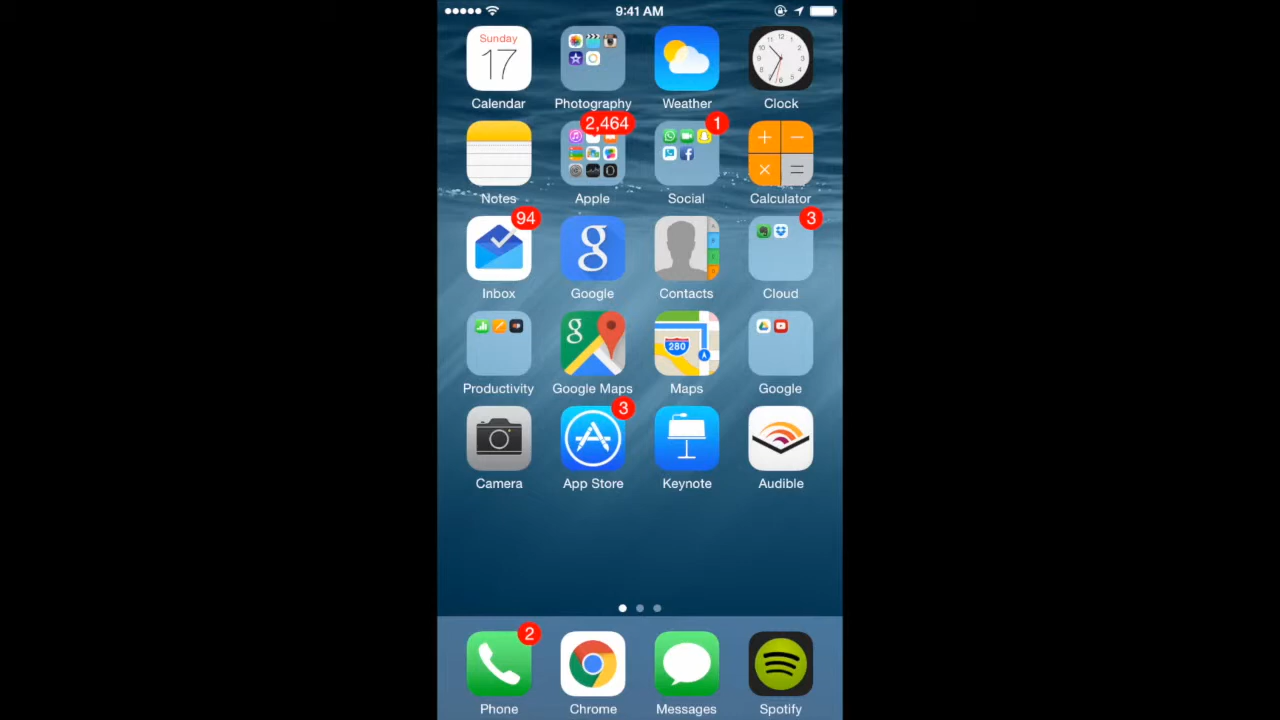 9:41 AM
Sunday
17
Calendar
Photography
Weather
Clock
2,464
1
Notes
Apple
Social
Calculator
94
3
Inbox
Google
Contacts
Cloud
280
Productivity
Google Maps
Maps
Google
3
Camera
App Store
Keynote
Audible
2
Phone
Chrome
Messages
Spotify